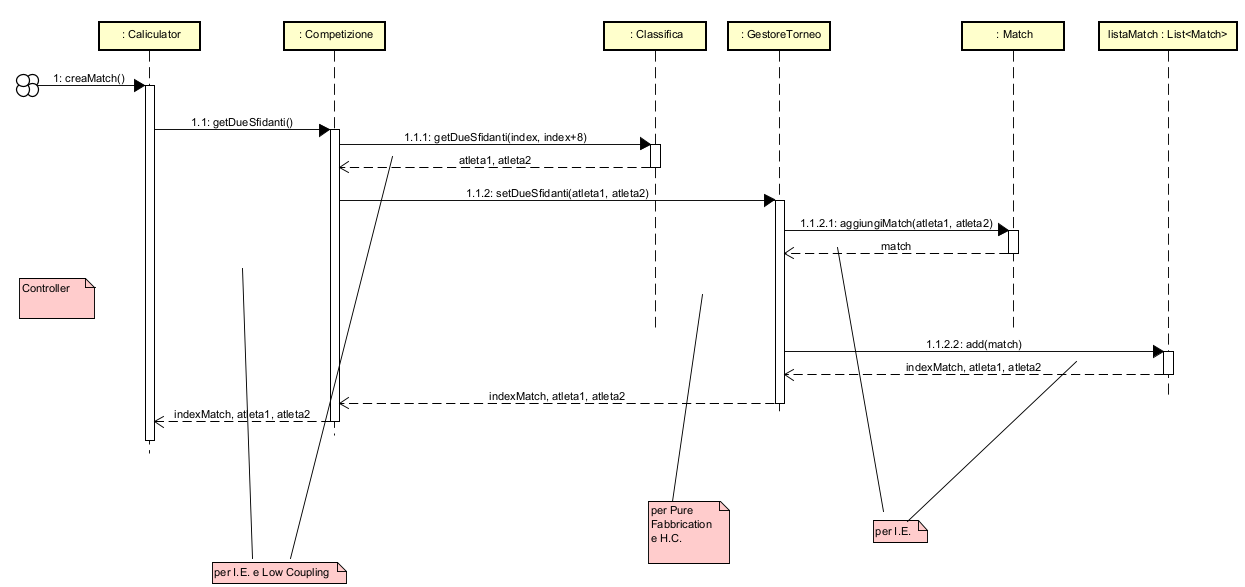 : Caliculator
: Competizione
: Classifica
: GestoreTorneo
: Match
listaMatch : List<Match>
1: creaMatch()
1.1: getDueSfidanti()
1.1.1: getDueSfidanti(index, index+8)
atleta1, atleta2
1.1.2: setDueSfidanti(atleta1, atleta2)
1.1.2.1: aggiungiMatch(atleta1, atleta2)
match
Controller
1.1.2.2: add(match)
indexMatch, atleta1, atleta2
indexMatch, atleta1, atleta2
indexMatch, atleta1, atleta2
per Pure
Fabbrication
e H.C.
per I.E.
per I.E. e Low Coupling